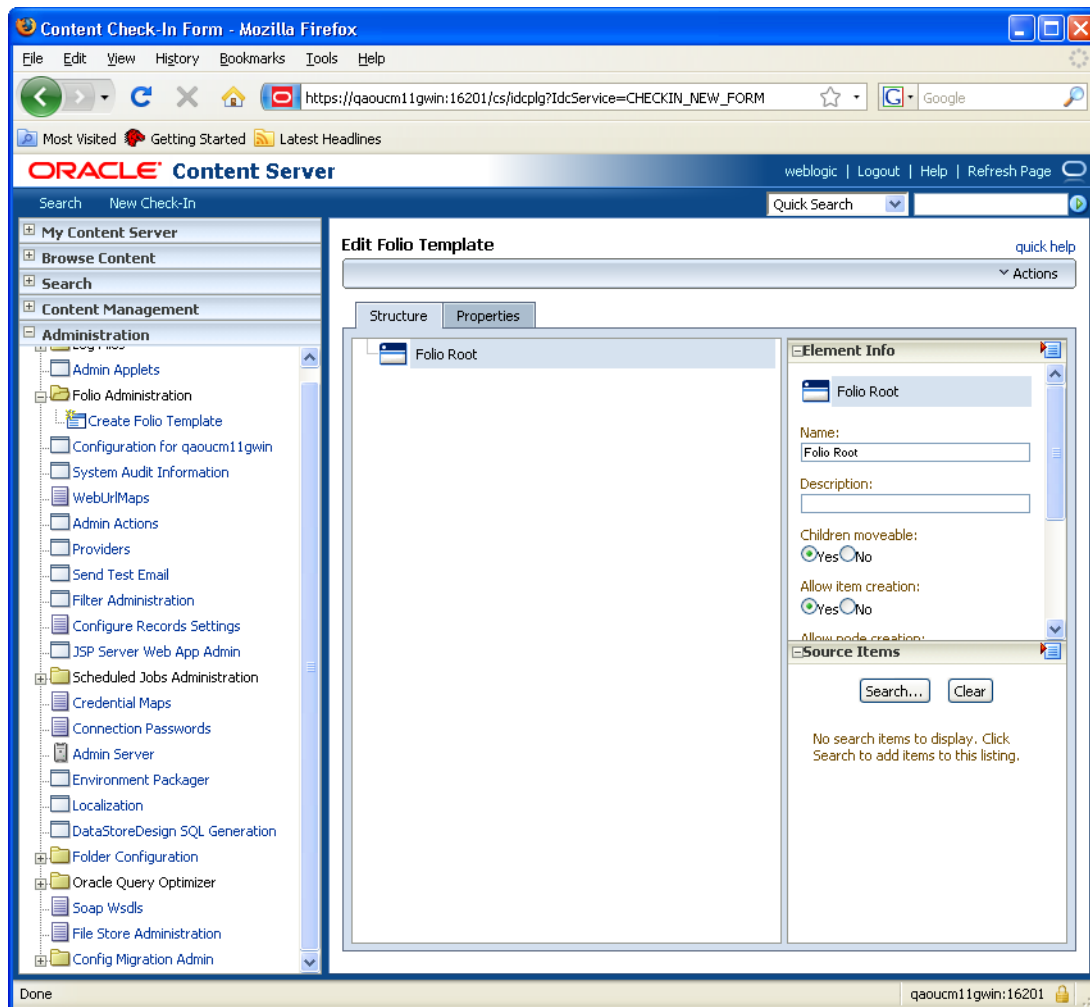 Content Check-In Form - Mozilla Firefox
File Edit View History Bookmarks Tools Help
https://qaoucm11gwin:16201/cs/idcplg?IdcService=CHECKIN_NEW_FORM
G Google
Most Visited Getting Started Latest Headlines
ORACLE Content Server
weblogic | Logout | Help | Refresh Page
Search New Check-In
Quick Search
My Content Server
Browse Content
Search
Content Management
Administration
Log Files
Admin Applets
Folio Administration
Create Folio Template
Configuration for qaoucm11gwin
System Audit Information
WebUrlMaps
Admin Actions
Providers
Send Test Email
Filter Administration
Configure Records Settings
JSP Server Web App Admin
Scheduled Jobs Administration
Credential Maps
Connection Passwords
Admin Server
Environment Packager
Localization
DataStoreDesign SQL Generation
Folder Configuration
Oracle Query Optimizer
Soap Wsdls
File Store Administration
Config Migration Admin
Edit Folio Template
quick help
Actions
Structure Properties
Folio Root
Element Info
Folio Root
Name:
Folio Root
Description:
Children moveable:
Yes No
Allow item creation:
Yes No
Allow node creation:
Source Items
Search... Clear
No search items to display. Click
Search to add items to this listing.
Done
qaoucm11gwin:16201